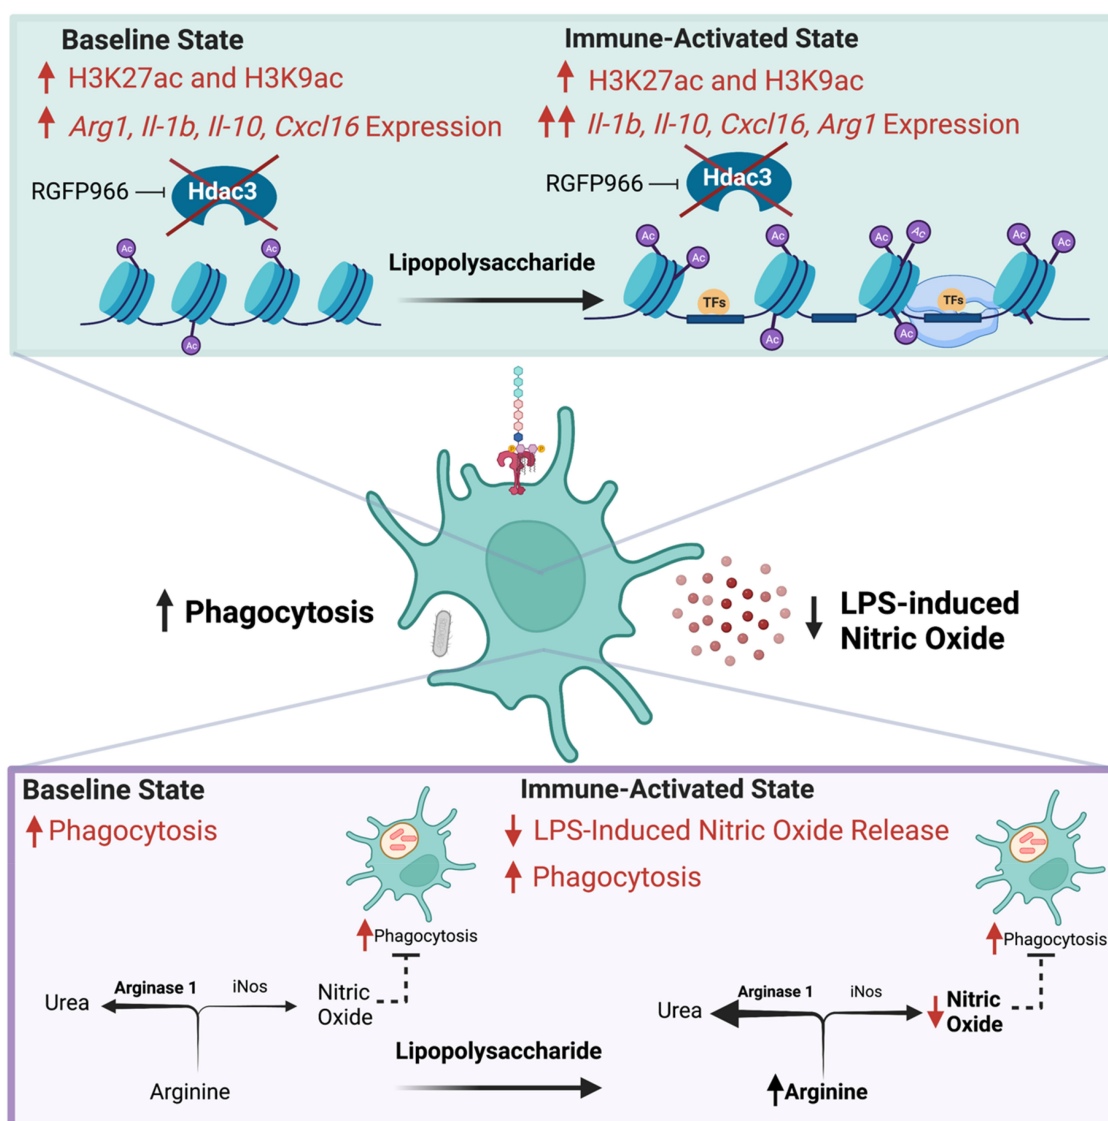 Baseline State
H3K27ac and H3K9ac
Arg1, Il-1b, Il-10, Cxcl16 Expression
RGFP966
Hdac3
Ac
Ac
Ac
Lipopolysaccharide
Immune-Activated State
H3K27ac and H3K9ac
Il-1b, Il-10, Cxcl16, Arg1 Expression
RGFP966
Hdac3
Ac
Ac
Ac
Ac
Ac
Ac
Ac
Ac
Ac
TFs
TFs
P
P
Phagocytosis
LPS-induced
Nitric Oxide
Baseline State
Phagocytosis
Phagocytosis
Urea
Arginase 1
iNos
Nitric
Oxide
Arginine
Lipopolysaccharide
Immune-Activated State
LPS-Induced Nitric Oxide Release
Phagocytosis
Phagocytosis
Urea
Arginase 1
iNos
Nitric
Oxide
Arginine